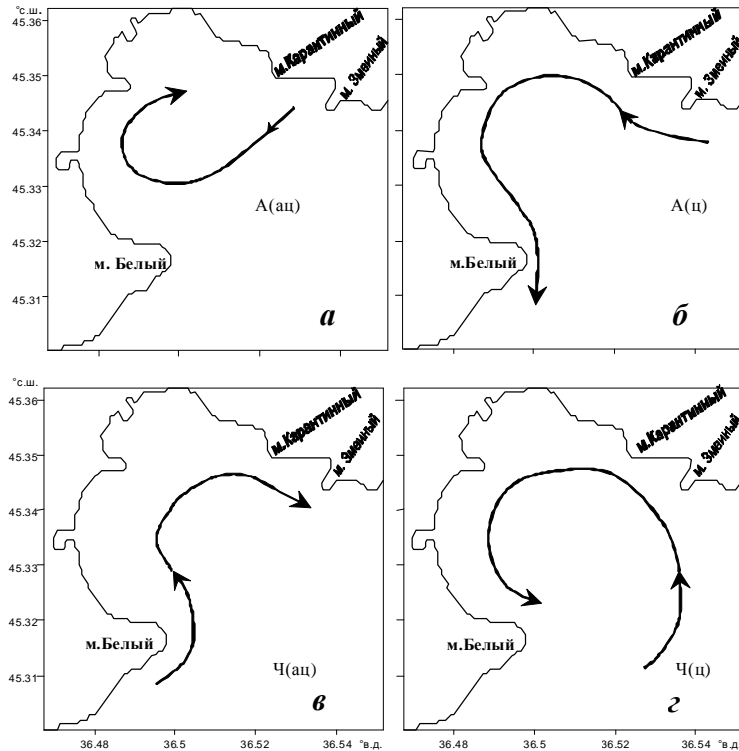 °с.ш.
45.36
45.35
45.34
45.33
45.32
45.31
м.Карантинный
м. Змеиный
А(ац)
м. Белый
а
м.Карантинный
м. Змеиный
А(ц)
м.Белый
б
°с.ш.
45.36
45.35
45.34
45.33
45.32
45.31
м.Карантинный
м. Змеиный
м.Белый
Ч(ац)
в
36.48
36.5
36.52
36.54
°в.д.
м.Карантинный
м. Змеиный
м.Белый
Ч(ц)
г
36.48
36.5
36.52
36.54
°в.д.